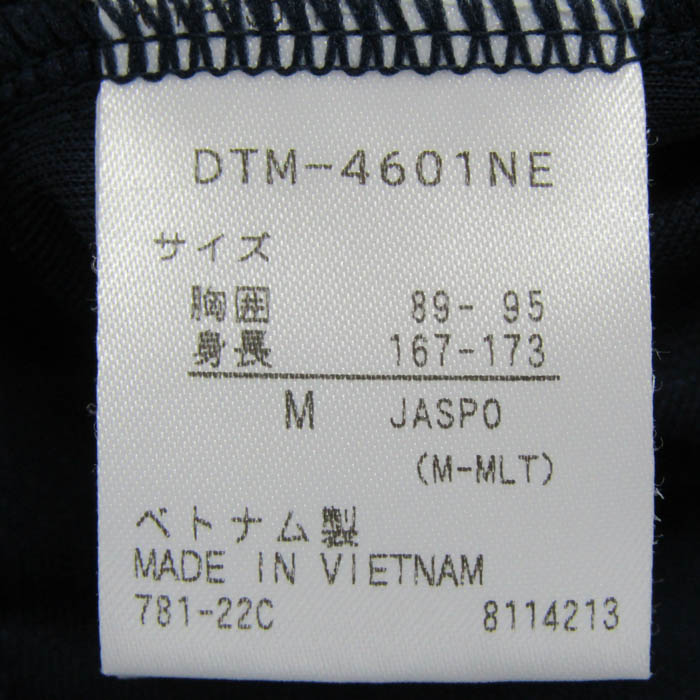 DTM-4601NE
サイズ
胸囲 89- 95
身長 167-173
M JASPO
(M-MLT)
ベトナム製
MADE IN VIETNAM
781-22C 8114213